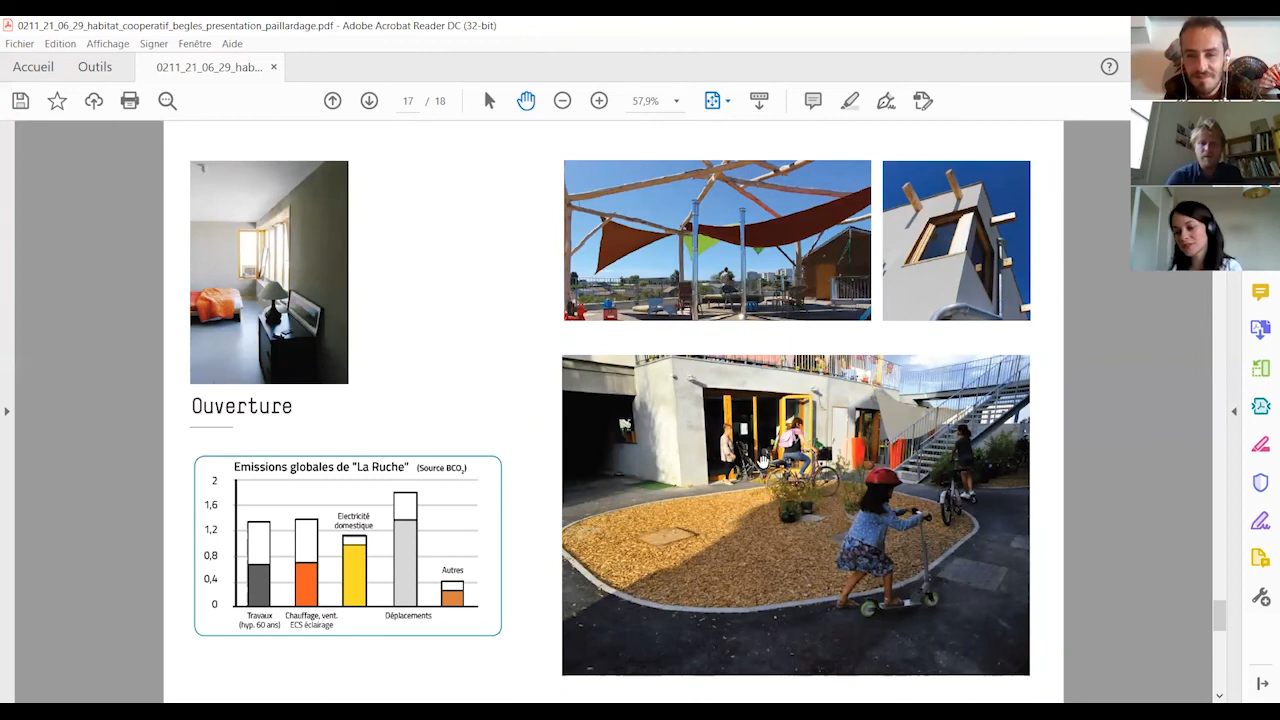 0211_21_06_29_habitat_cooperatif_begles_presentation_paillardage.pdf - Adobe Acrobat Reader DC (32-bit)
Fichier Edition Affichage Signer Fenêtre Aide
Accueil Outils 0211_21_06_29_hab... ×
17 / 18 57,9%
Ouverture
Emissions globales de "La Ruche" (Source BCO₂)
2
1,6
1,2
0,8
0,4
0
Electricité
domestique
Autres
Travaux
(hyp. 60 ans)
Chauffage, vent.
ECS éclairage
Déplacements